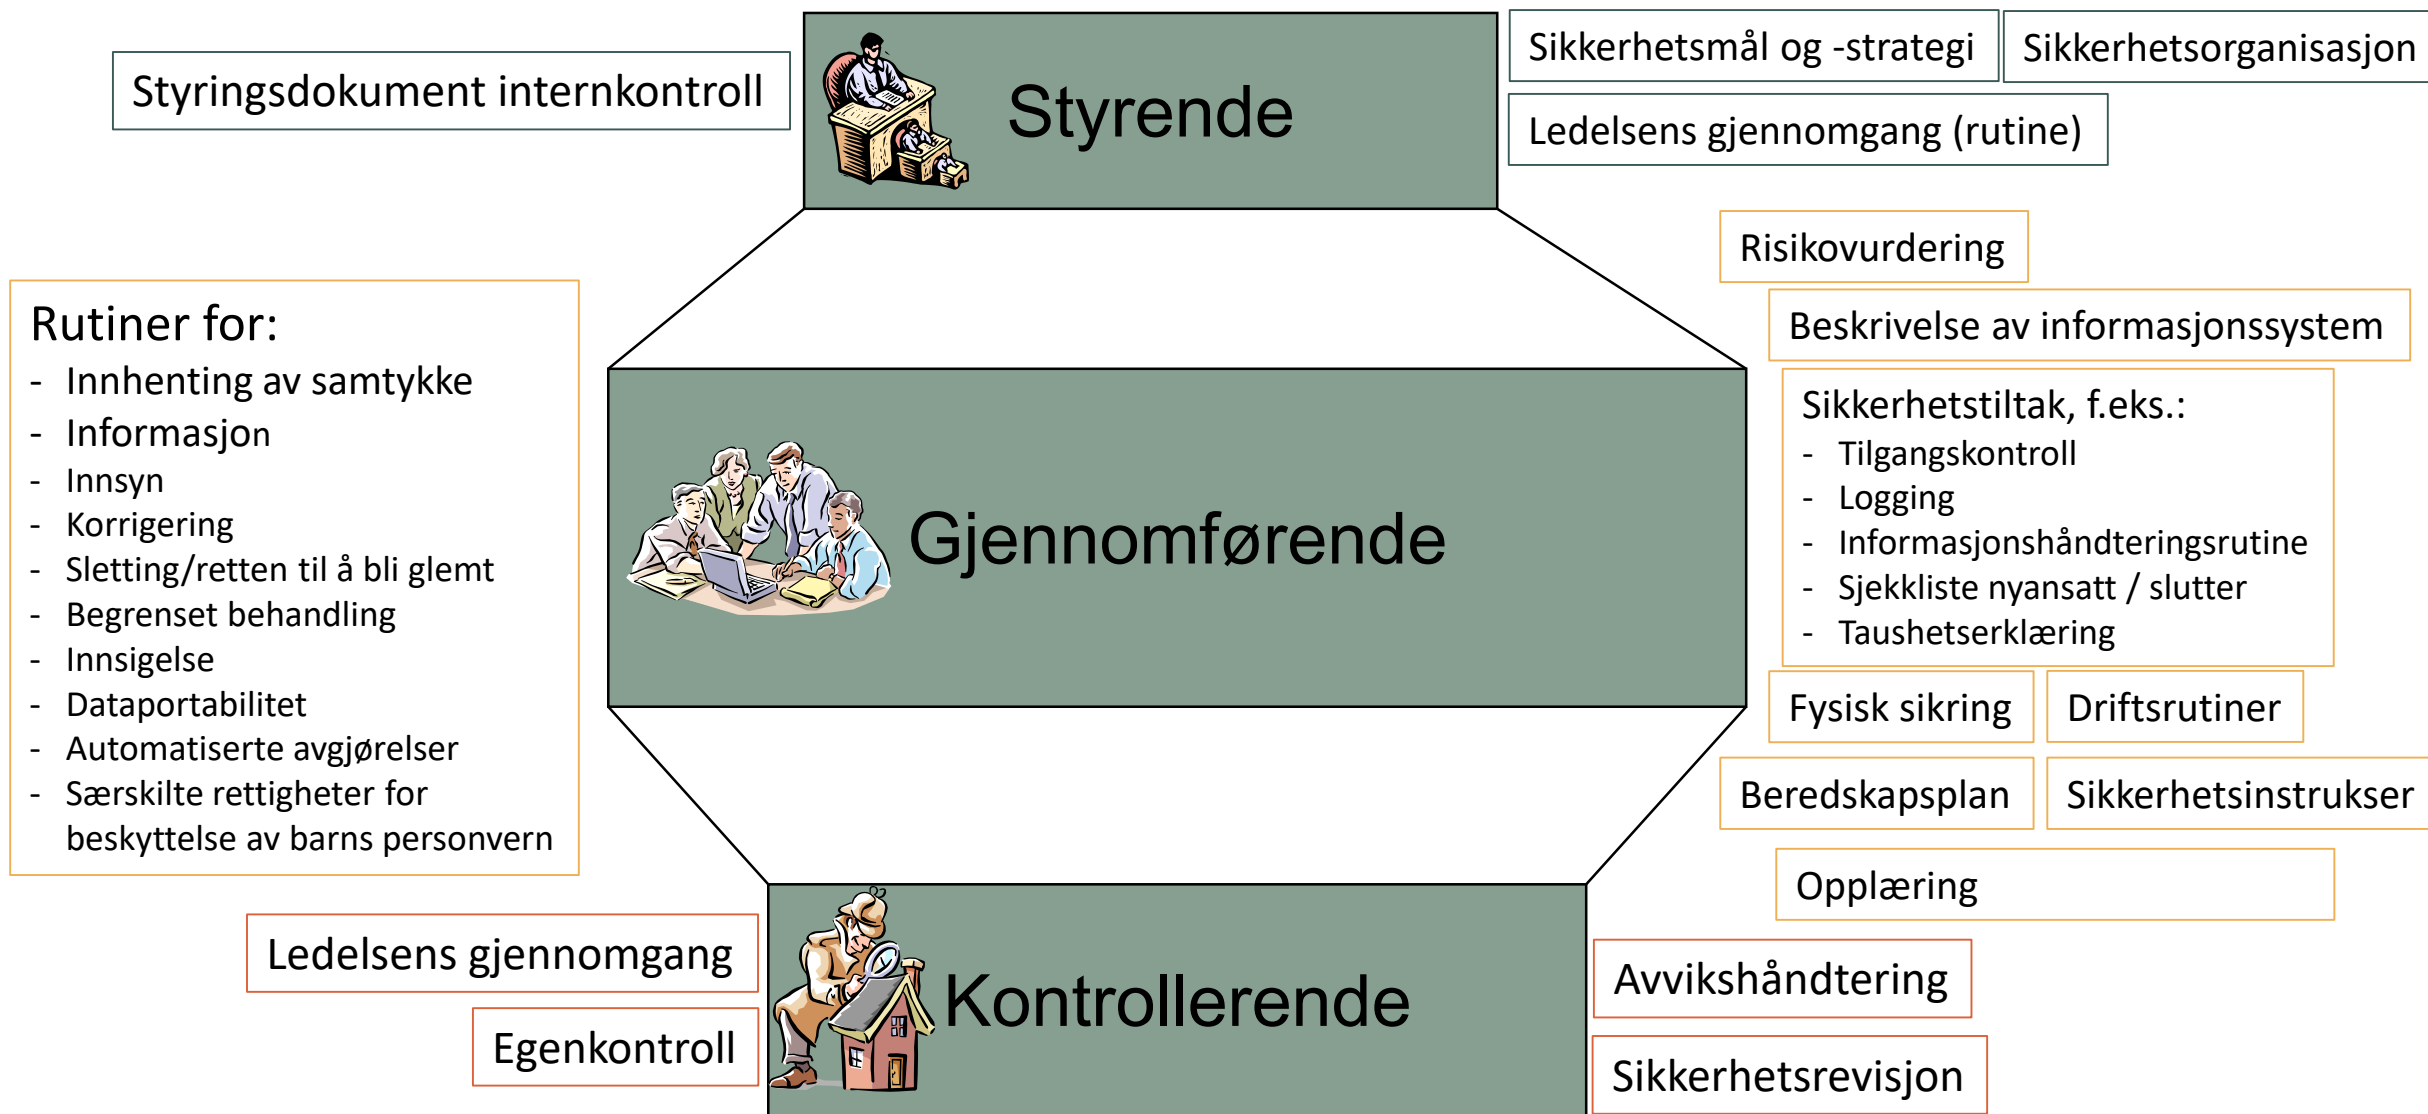 Styringsdokument internkontroll
Styrende
Sikkerhetsmål og -strategi
Sikkerhetsorganisasjon
Ledelsens gjennomgang (rutine)
Rutiner for:
- Innhenting av samtykke
- Informasjon
- Innsyn
- Korrigering
- Sletting/retten til å bli glemt
- Begrenset behandling
- Innsigelse
- Dataportabilitet
- Automatiserte avgjørelser
- Særskilte rettigheter for
beskyttelse av barns personvern
Gjennomførende
Risikovurdering
Beskrivelse av informasjonssystem
Sikkerhetstiltak, f.eks.:
- Tilgangskontroll
- Logging
- Informasjonshåndteringsrutine
- Sjekkliste nyansatt / slutter
- Taushetserklæring
Fysisk sikring
Driftsrutiner
Beredskapsplan
Sikkerhetsinstrukser
Opplæring
Ledelsens gjennomgang
Egenkontroll
Kontrollerende
Avvikshåndtering
Sikkerhetsrevisjon